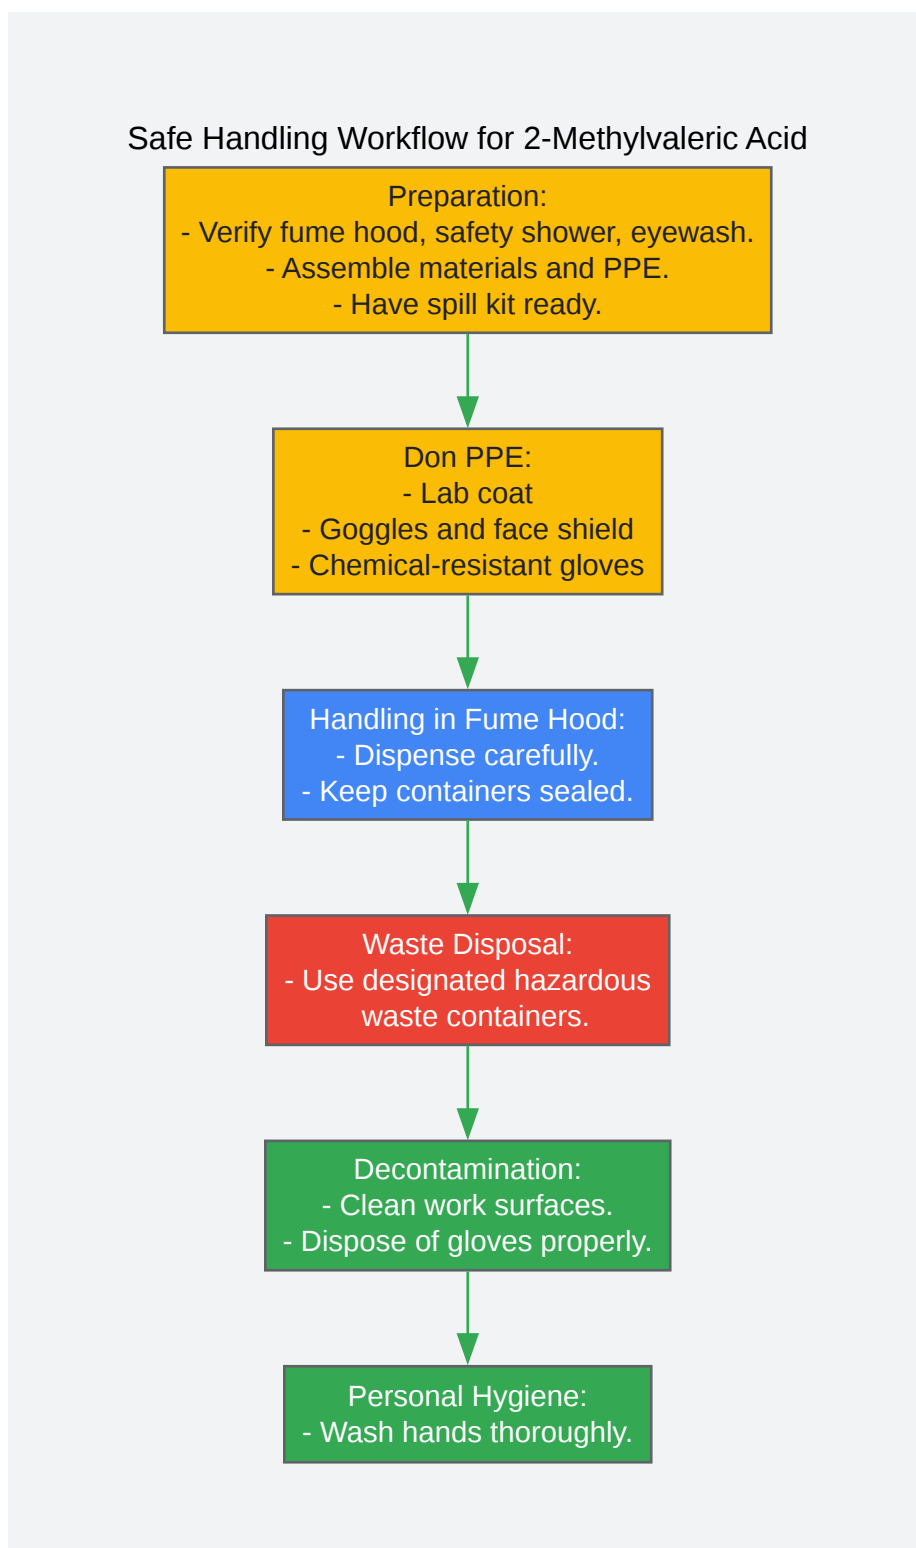 Safe Handling Workflow for 2-Methylvaleric Acid
Preparation:
- Verify fume hood, safety shower, eyewash.
- Assemble materials and PPE.
- Have spill kit ready.
Don PPE:
- Lab coat
- Goggles and face shield
- Chemical-resistant gloves
Handling in Fume Hood:
- Dispense carefully.
- Keep containers sealed.
Waste Disposal:
- Use designated hazardous
waste containers.
Decontamination:
- Clean work surfaces.
- Dispose of gloves properly.
Personal Hygiene:
- Wash hands thoroughly.